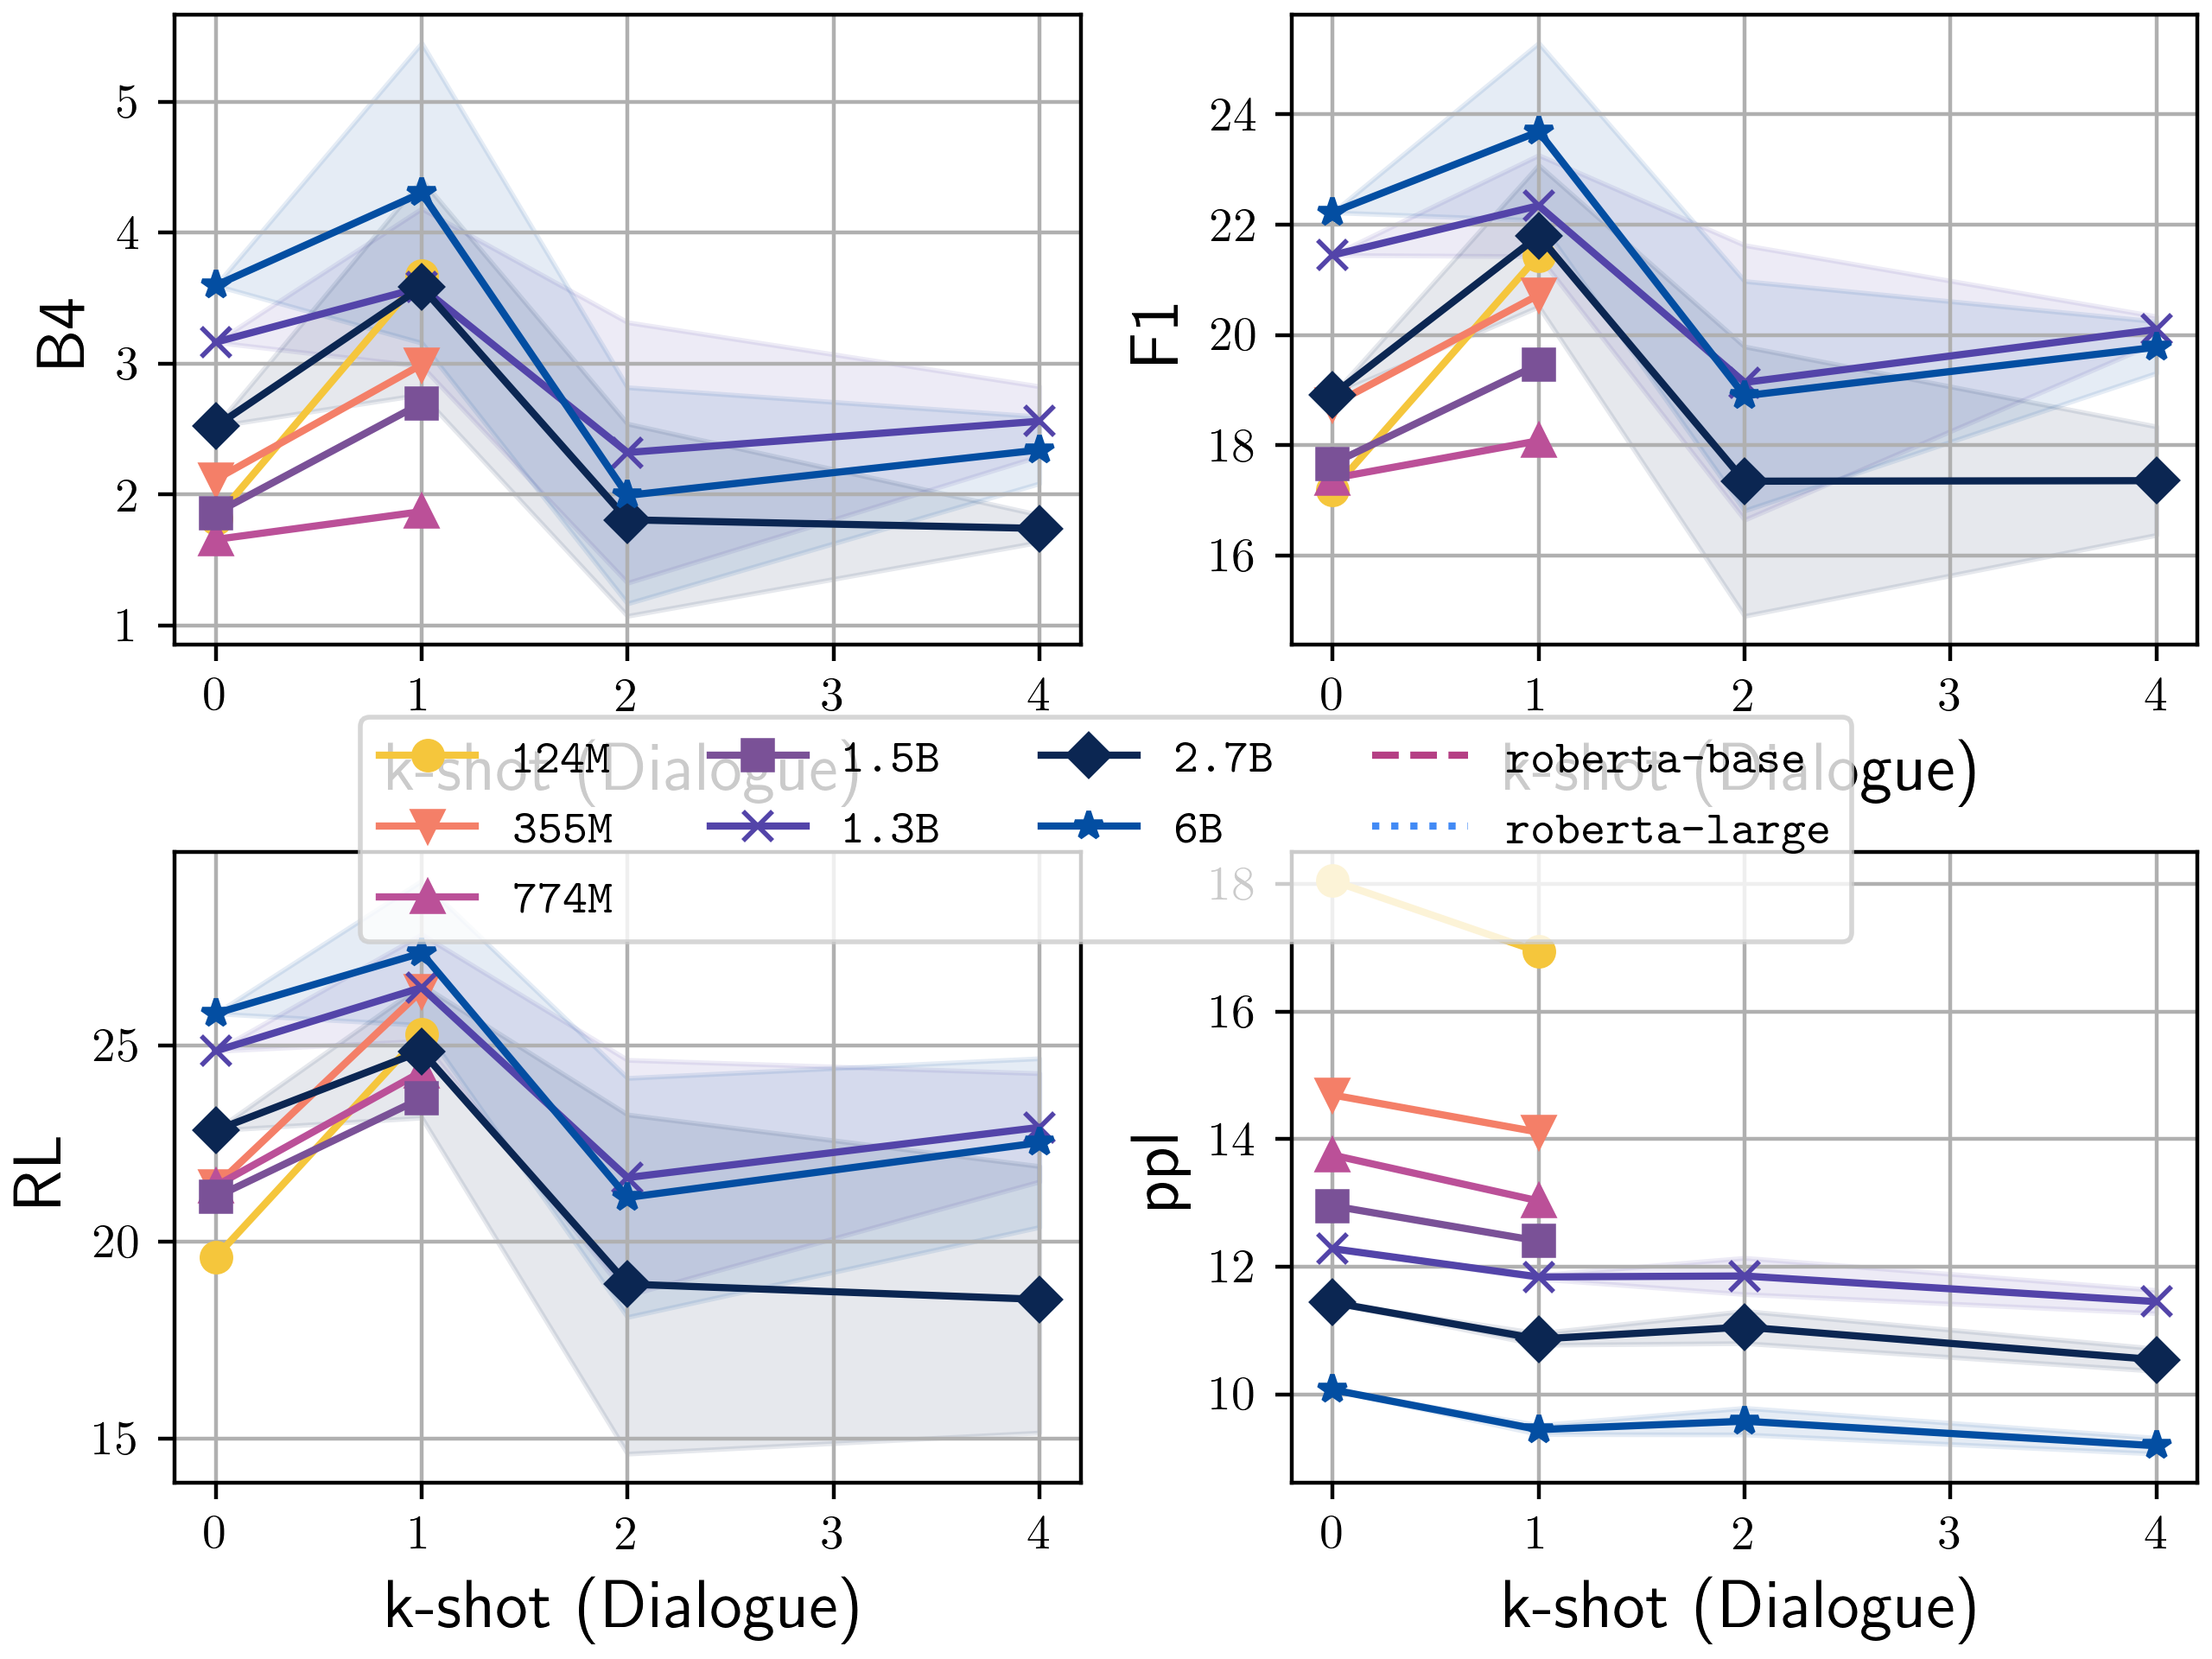 B4
5
4
3
2
1
0 1 2 3 4
k-shot (Dialogue)
F1
24
22
20
18
16
0 1 2 3 4
k-shot (Dialogue)
124M 1.5B 2.7B roberta-base
355M 1.3B 6B roberta-large
774M
RL
25
20
15
0 1 2 3 4
k-shot (Dialogue)
ppl
18
16
14
12
10
0 1 2 3 4
k-shot (Dialogue)